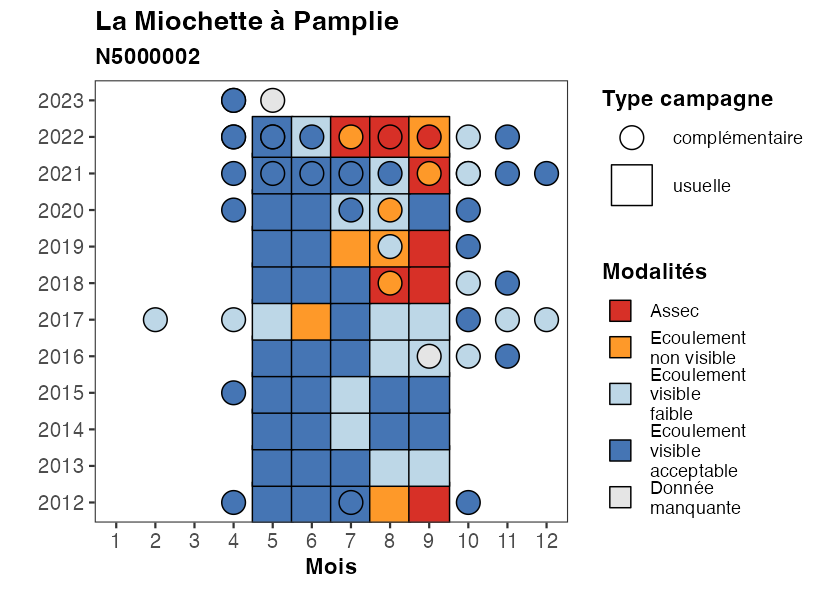 La Miochette à Pamplie
N5000002
2023
2022
2021
2020
2019
2018
2017
2016
2015
2014
2013
2012
1 2 3 4 5 6 7 8 9 10 11 12
Mois
Type campagne
complémentaire
usuelle
Modalités
Assec
Ecoulement
non visible
Ecoulement
visible
faible
Ecoulement
visible
acceptable
Donnée
manquante